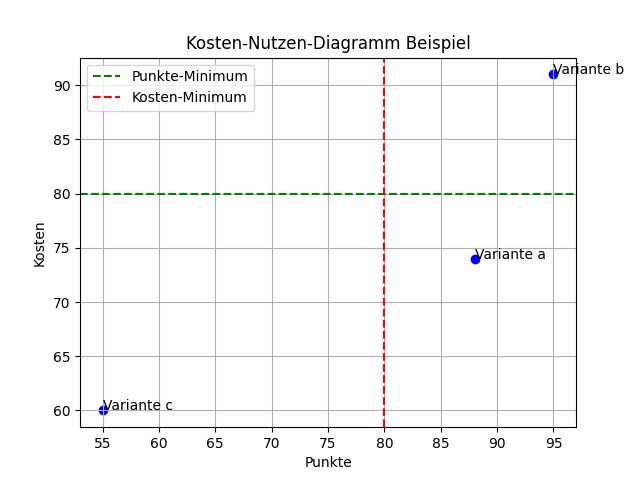 Kosten-Nutzen-Diagramm Beispiel
Punkte-Minimum
Kosten-Minimum
Variante b
Variante a
Variante c
90
85
80
75
70
65
60
Kosten
55 60 65 70 75 80 85 90 95
Punkte